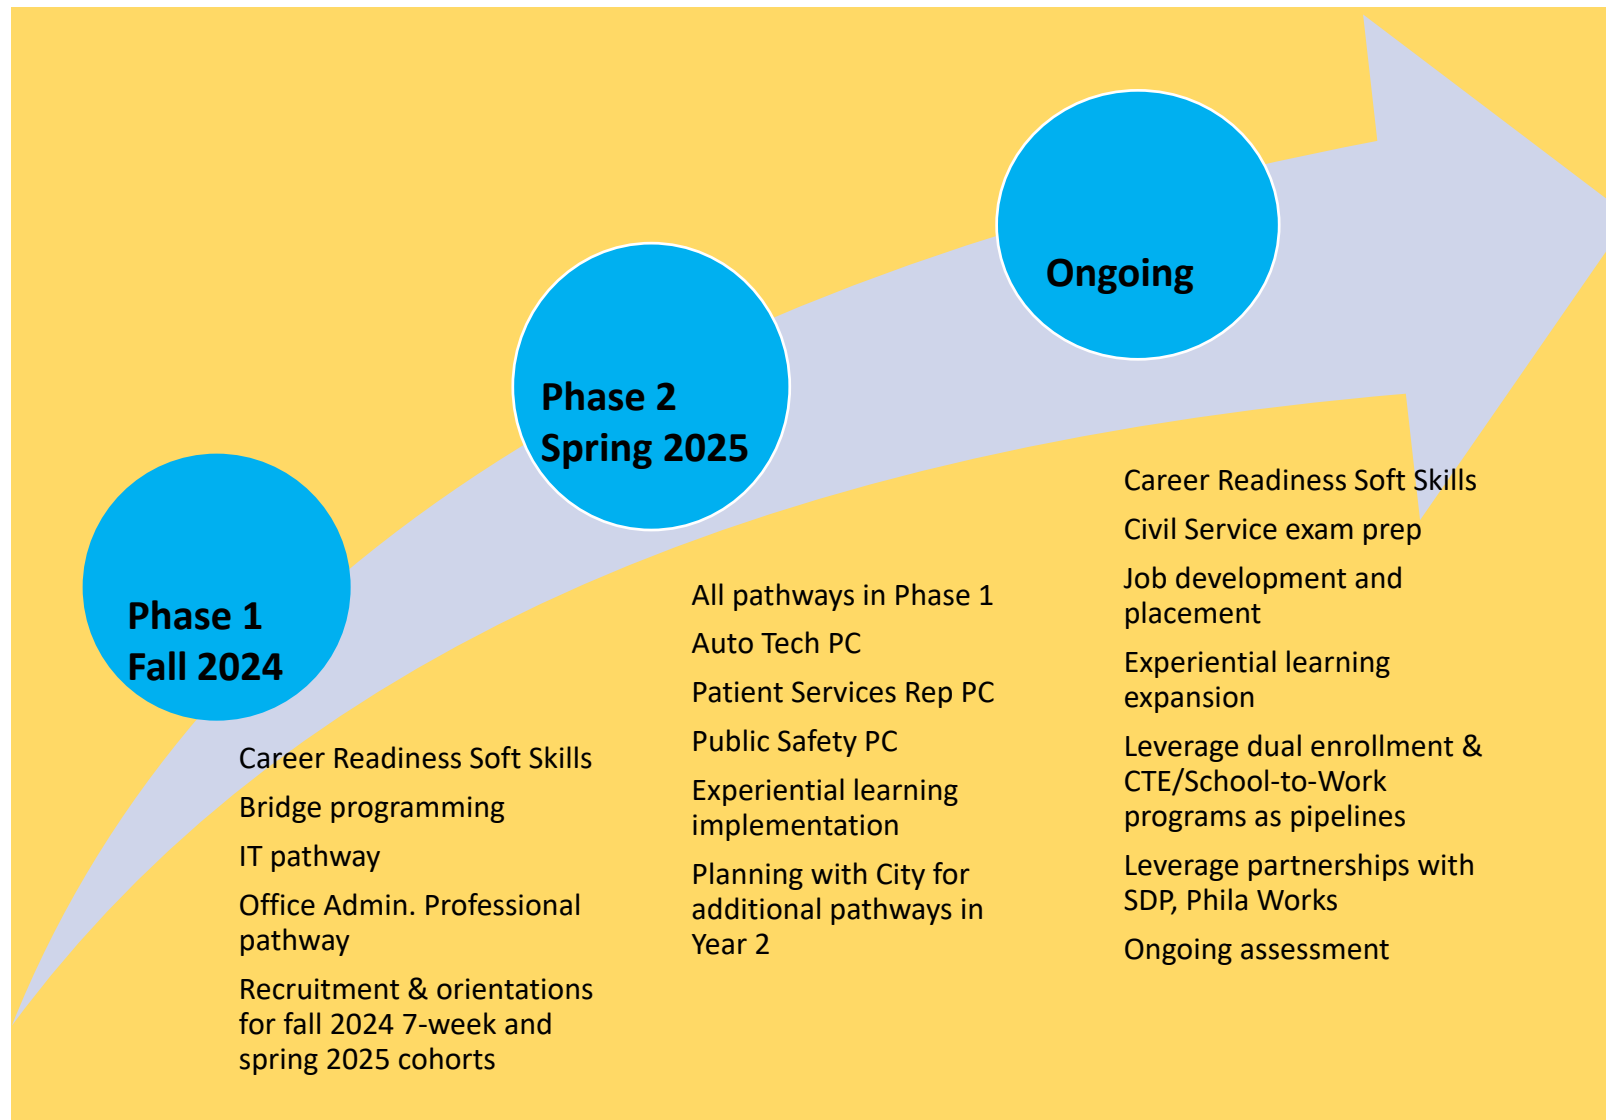 Phase 1
Fall 2024
Career Readiness Soft Skills
Bridge programming
IT pathway
Office Admin. Professional
pathway
Recruitment & orientations
for fall 2024 7-week and
spring 2025 cohorts
Phase 2
Spring 2025
All pathways in Phase 1
Auto Tech PC
Patient Services Rep PC
Public Safety PC
Experiential learning
implementation
Planning with City for
additional pathways in
Year 2
Ongoing
Career Readiness Soft Skills
Civil Service exam prep
Job development and
placement
Experiential learning
expansion
Leverage dual enrollment &
CTE/School-to-Work
programs as pipelines
Leverage partnerships with
SDP, Phila Works
Ongoing assessment